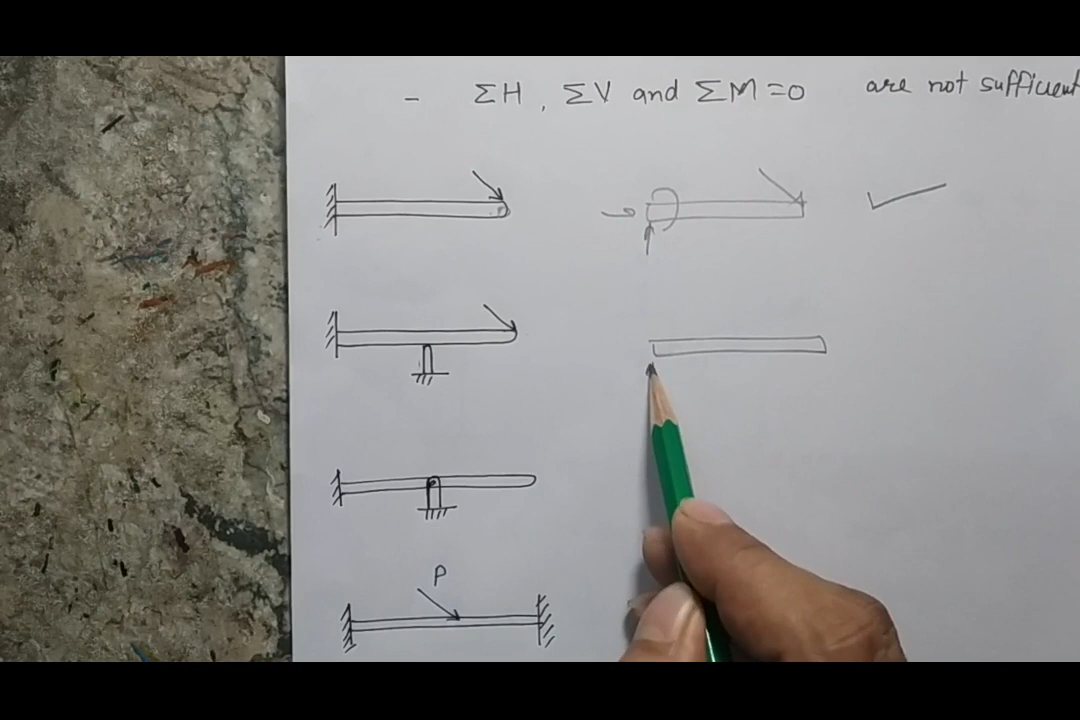 - ΣH, ΣV and ΣM=0 are not sufficient
P